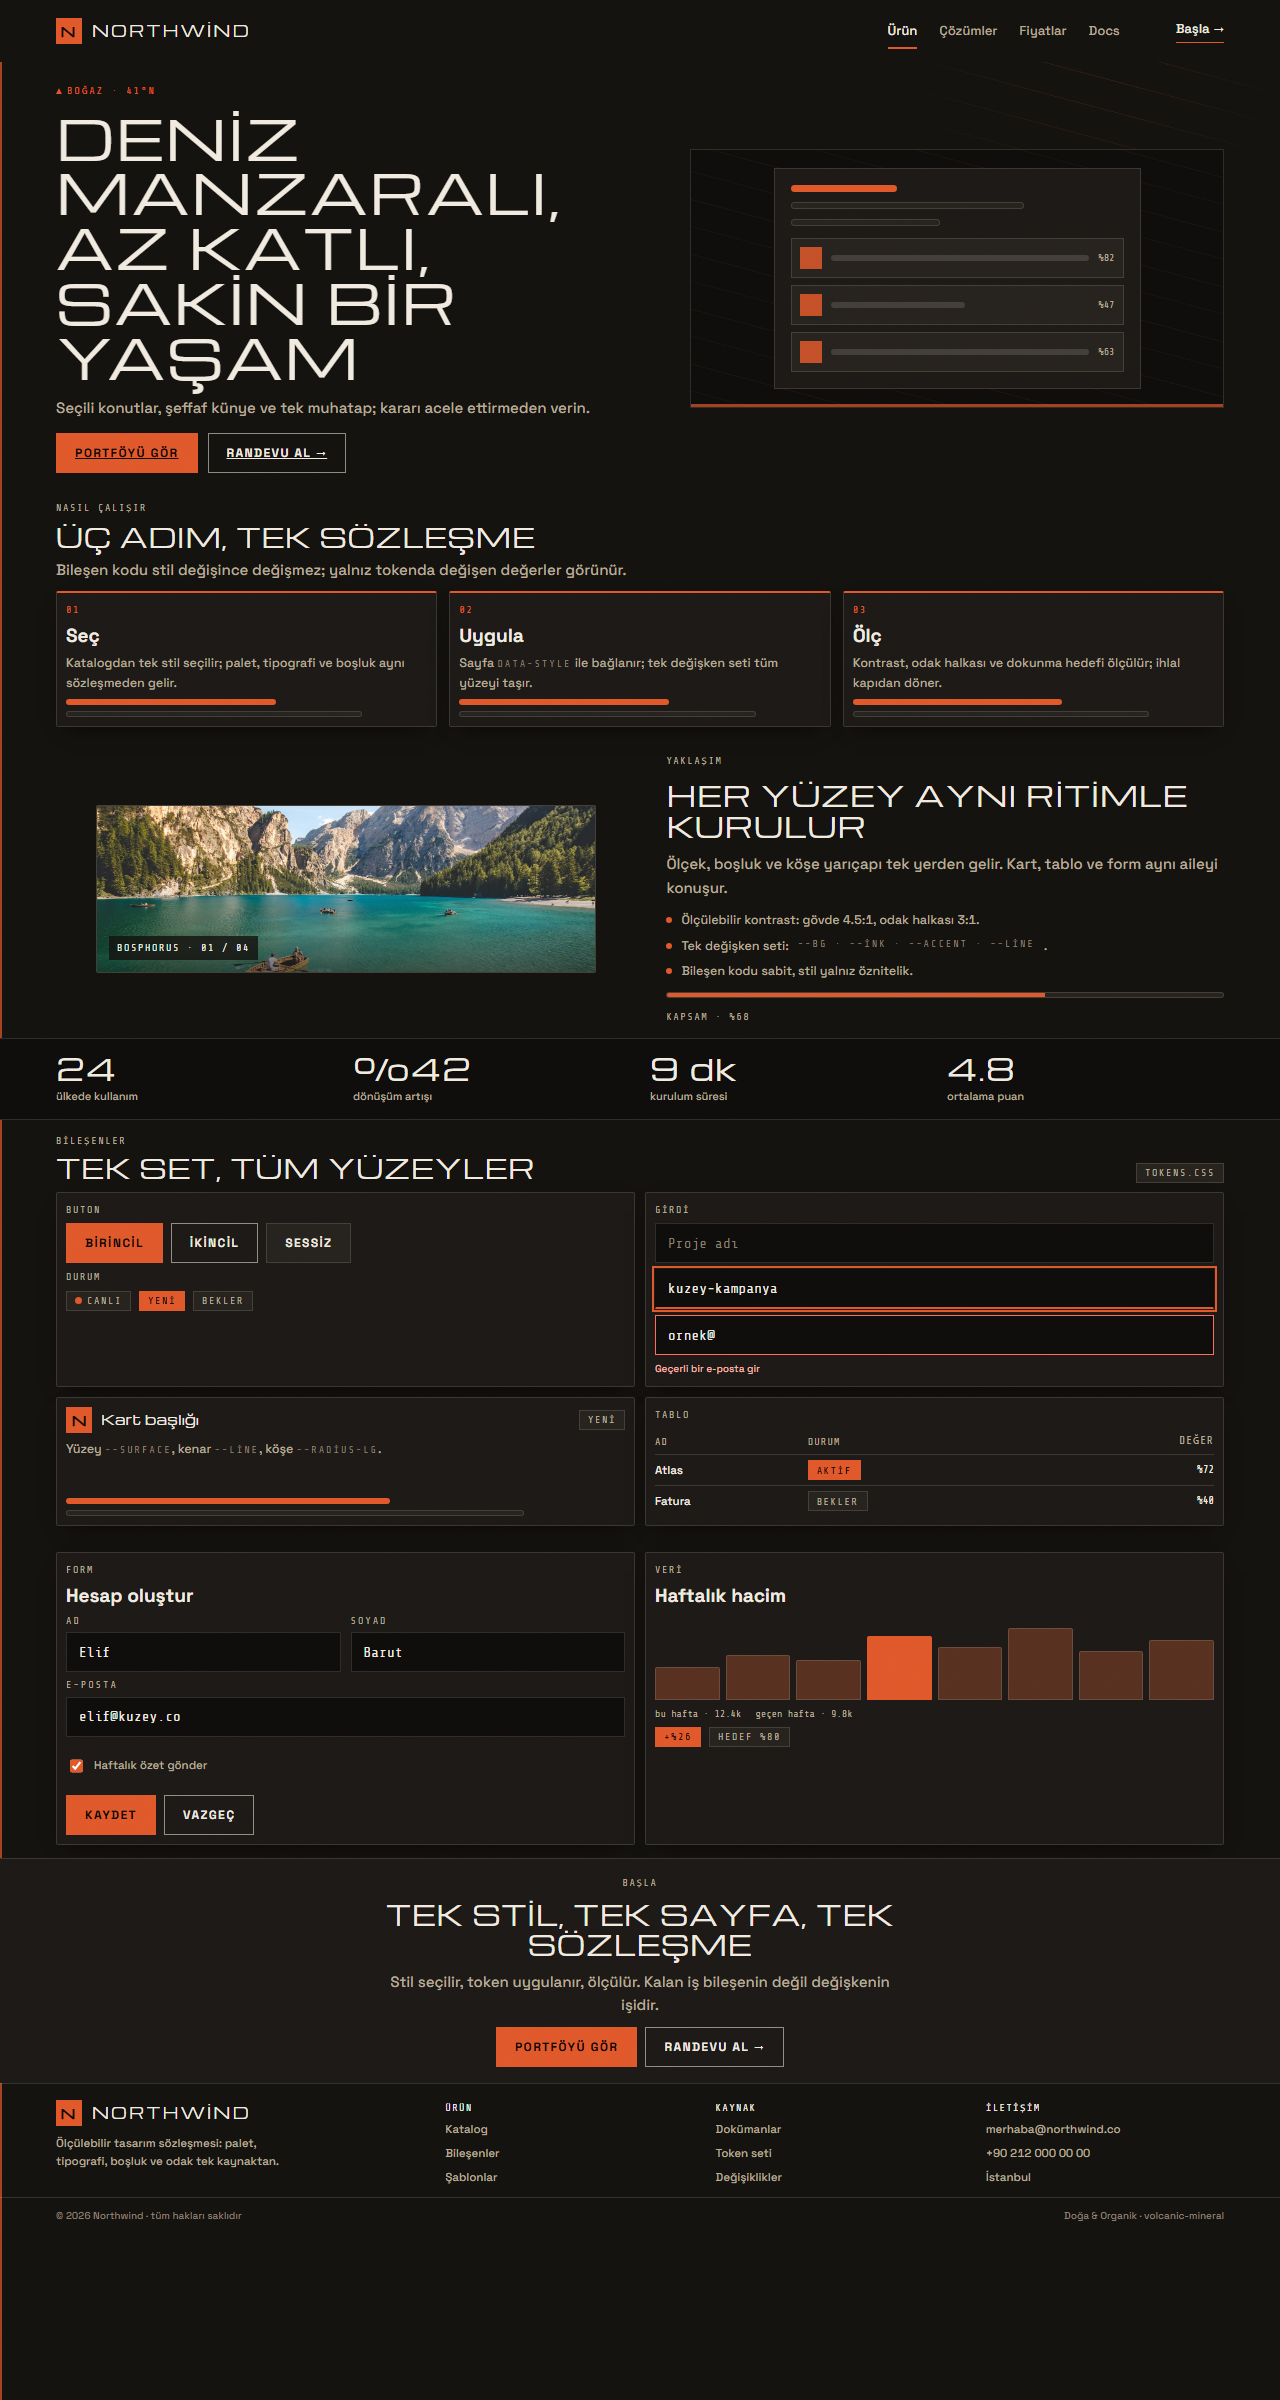 N NORTHWİND
Ürün Çözümler Fiyatlar Docs Başla →
▲ BOĞAZ · 41°N
DENİZ
MANZARALI,
AZ KATLI,
SAKİN BİR
YAŞAM
Seçili konutlar, şeffaf künye ve tek muhatap; kararı acele ettirmeden verin.
PORTFÖYÜ GÖR RANDEVU AL →
%82
%47
%63
NASIL ÇALIŞIR
ÜÇ ADIM, TEK SÖZLEŞME
Bileşen kodu stil değişince değişmez; yalnız tokenda değişen değerler görünür.
01
Seç
Katalogdan tek stil seçilir; palet, tipografi ve boşluk aynı
sözleşmeden gelir.
02
Uygula
Sayfa DATA-STYLE ile bağlanır; tek değişken seti tüm
yüzeyi taşır.
03
Ölç
Kontrast, odak halkası ve dokunma hedefi ölçülür; ihlal
kapıdan döner.
BOSPHORUS · 01 / 04
YAKLAŞIM
HER YÜZEY AYNI RİTİMLE
KURULUR
Ölçek, boşluk ve köşe yarıçapı tek yerden gelir. Kart, tablo ve form aynı aileyi
konuşur.
Ölçülebilir kontrast: gövde 4.5:1, odak halkası 3:1.
Tek değişken seti: --BG · --İNK · --ACCENT · --LİNE .
Bileşen kodu sabit, stil yalnız öznitelik.
KAPSAM · %68
24
ülkede kullanım
%42
dönüşüm artışı
9 dk
kurulum süresi
4.8
ortalama puan
BİLEŞENLER
TEK SET, TÜM YÜZEYLER
TOKENS.CSS
BUTON
BİRİNCİL İKİNCİL SESSİZ
DURUM
CANLI YENİ BEKLER
GİRDİ
Proje adı
kuzey-kampanya
ornek@
Geçerli bir e-posta gir
N Kart başlığı YENİ
Yüzey --SURFACE, kenar --LİNE, köşe --RADİUS-LG.
TABLO
AD DURUM DEĞER
Atlas AKTİF %72
Fatura BEKLER %40
FORM
Hesap oluştur
AD SOYAD
Elif Barut
E-POSTA
elif@kuzey.co
Haftalık özet gönder
KAYDET VAZGEÇ
VERİ
Haftalık hacim
bu hafta · 12.4k geçen hafta · 9.8k
+%26 HEDEF %80
BAŞLA
TEK STİL, TEK SAYFA, TEK
SÖZLEŞME
Stil seçilir, token uygulanır, ölçülür. Kalan iş bileşenin değil değişkenin
işidir.
PORTFÖYÜ GÖR RANDEVU AL →
N NORTHWİND
Ölçülebilir tasarım sözleşmesi: palet,
tipografi, boşluk ve odak tek kaynaktan.
ÜRÜN
Katalog
Bileşenler
Şablonlar
KAYNAK
Dokümanlar
Token seti
Değişiklikler
İLETİŞİM
merhaba@northwind.co
+90 212 000 00 00
İstanbul
© 2026 Northwind · tüm hakları saklıdır
Doğa & Organik · volcanic-mineral